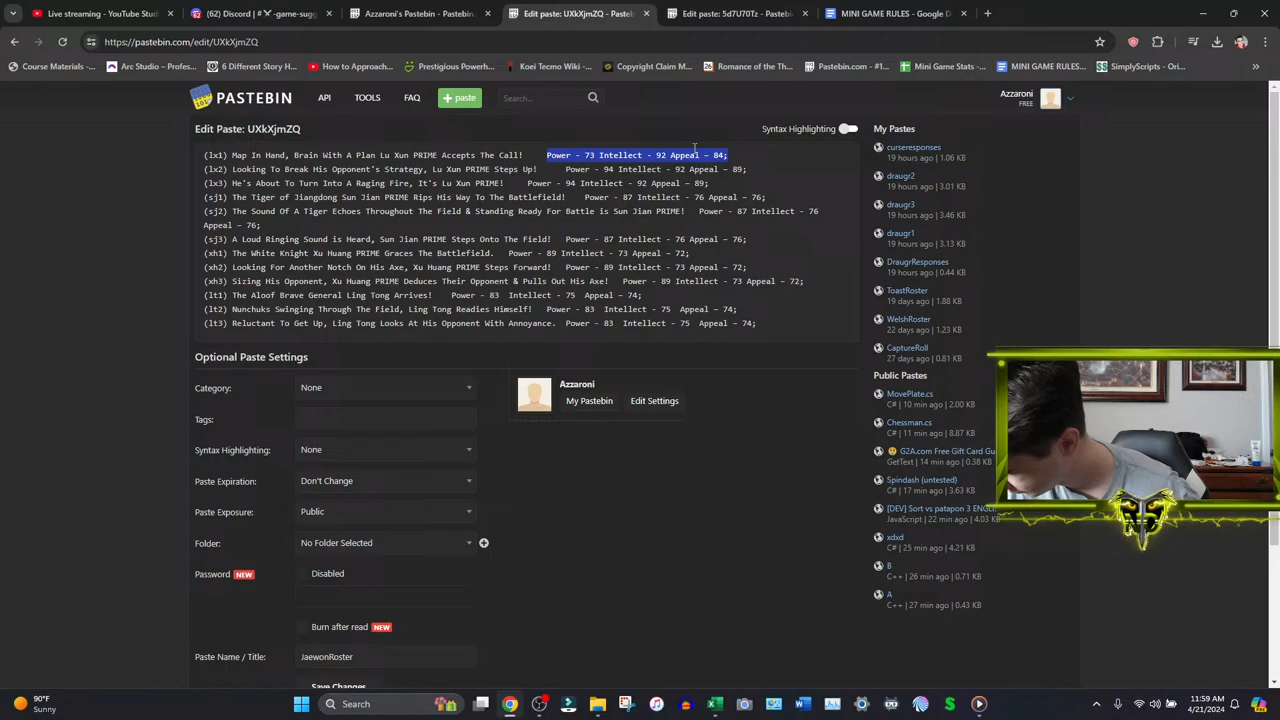 Live streaming - YouTube S
(62) Discord | #⚔-game-sugg
Azzaroni's Pastebin - Pastebin.
Edit paste: UXkXjmZQ - Pasteb
Edit paste: 5d7U70Tz - Pastebin
MINI GAME RULES - Google D
https://pastebin.com/edit/UXkXjmZQ
Course Materials -...
Arc Studio – Profes...
6 Different Story H...
How to Approach...
Prestigious Powerh...
Koei Tecmo Wiki -...
Copyright Claim M...
Romance of the Th...
Pastebin.com - #1...
Mini Game Stats -...
MINI GAME RULES...
SimplyScripts - Ori...
PASTEBIN
API
TOOLS
FAQ
+ paste
Search...
Azzaroni
FREE
Edit Paste: UXkXjmZQ
Syntax Highlighting
(lx1) Map In Hand, Brain With A Plan Lu Xun PRIME Accepts The Call! Power - 73 Intellect - 92 Appeal – 84;
(lx2) Looking To Break His Opponent's Strategy, Lu Xun PRIME Steps Up! Power - 94 Intellect - 92 Appeal – 89;
(lx3) He's About To Turn Into A Raging Fire, It's Lu Xun PRIME! Power - 94 Intellect - 92 Appeal – 89;
(sj1) The Tiger of Jiangdong Sun Jian PRIME Rips His Way To The Battlefield! Power - 87 Intellect - 76 Appeal – 76;
(sj2) The Sound Of A Tiger Echoes Throughout The Field & Standing Ready For Battle is Sun Jian PRIME! Power - 87 Intellect - 76
Appeal – 76;
(sj3) A Loud Ringing Sound is Heard, Sun Jian PRIME Steps Onto The Field! Power - 87 Intellect - 76 Appeal – 76;
(xh1) The White Knight Xu Huang PRIME Graces The Battlefield. Power - 89 Intellect - 73 Appeal – 72;
(xh2) Looking For Another Notch On His Axe, Xu Huang PRIME Steps Forward! Power - 89 Intellect - 73 Appeal – 72;
(xh3) Sizing His Opponent, Xu Huang PRIME Deduces Their Opponent & Pulls Out His Axe! Power - 89 Intellect - 73 Appeal – 72;
(lt1) The Aloof Brave General Ling Tong Arrives! Power – 83 Intellect - 75 Appeal – 74;
(lt2) Nunchuks Swinging Through The Field, Ling Tong Readies Himself! Power – 83 Intellect - 75 Appeal – 74;
(lt3) Reluctant To Get Up, Ling Tong Looks At His Opponent With Annoyance. Power – 83 Intellect - 75 Appeal – 74;
Optional Paste Settings
Category:
None
Tags:
Syntax Highlighting:
None
Paste Expiration:
Don't Change
Paste Exposure:
Public
Folder:
No Folder Selected
Password NEW
Disabled
Burn after read NEW
Paste Name / Title:
JaewonRoster
Save Changes
Azzaroni
My Pastebin
Edit Settings
My Pastes
curseresponses
19 hours ago | 1.06 KB
draugr2
19 hours ago | 3.01 KB
draugr3
19 hours ago | 3.46 KB
draugr1
19 hours ago | 3.13 KB
DraugrResponses
19 hours ago | 0.44 KB
ToastRoster
19 days ago | 1.88 KB
WelshRoster
22 days ago | 1.23 KB
CaptureRoll
27 days ago | 0.81 KB
Public Pastes
MovePlate.cs
C# | 10 min ago | 2.00 KB
Chessman.cs
C# | 11 min ago | 8.87 KB
G2A.com Free Gift Card Gu
GetText | 14 min ago | 0.38 KB
Spindash (untested)
C# | 17 min ago | 3.63 KB
[DEV] Sort vs patapon 3 ENGLI
JavaScript | 22 min ago | 4.03 KB
xdxd
C# | 25 min ago | 4.21 KB
B
C++ | 26 min ago | 0.71 KB
A
C++ | 27 min ago | 0.43 KB
90°F
Sunny
Search
11:59 AM
4/21/2024